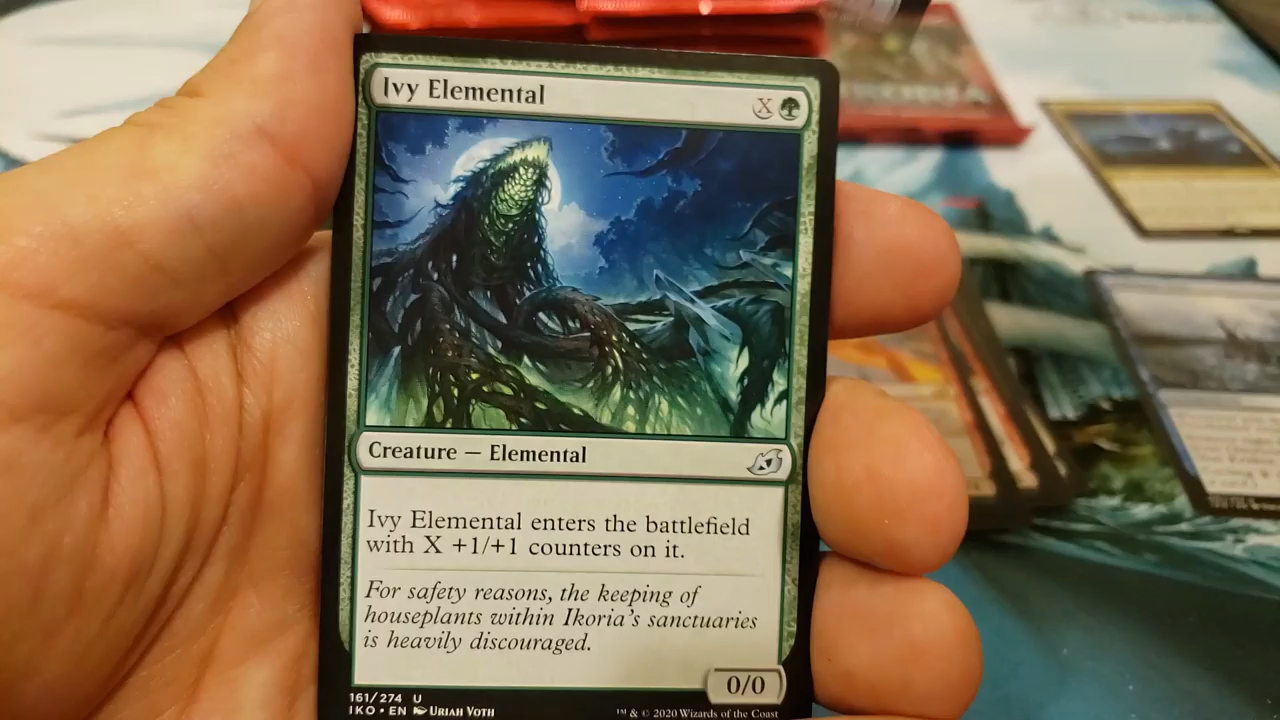 Ivy Elemental
X
Creature — Elemental
Ivy Elemental enters the battlefield
with X +1/+1 counters on it.
For safety reasons, the keeping of
houseplants within Ikoria's sanctuaries
is heavily discouraged.
0/0
161/274 U
IKO • EN Uriah Voth
™ & © 2020 Wizards of the Coast